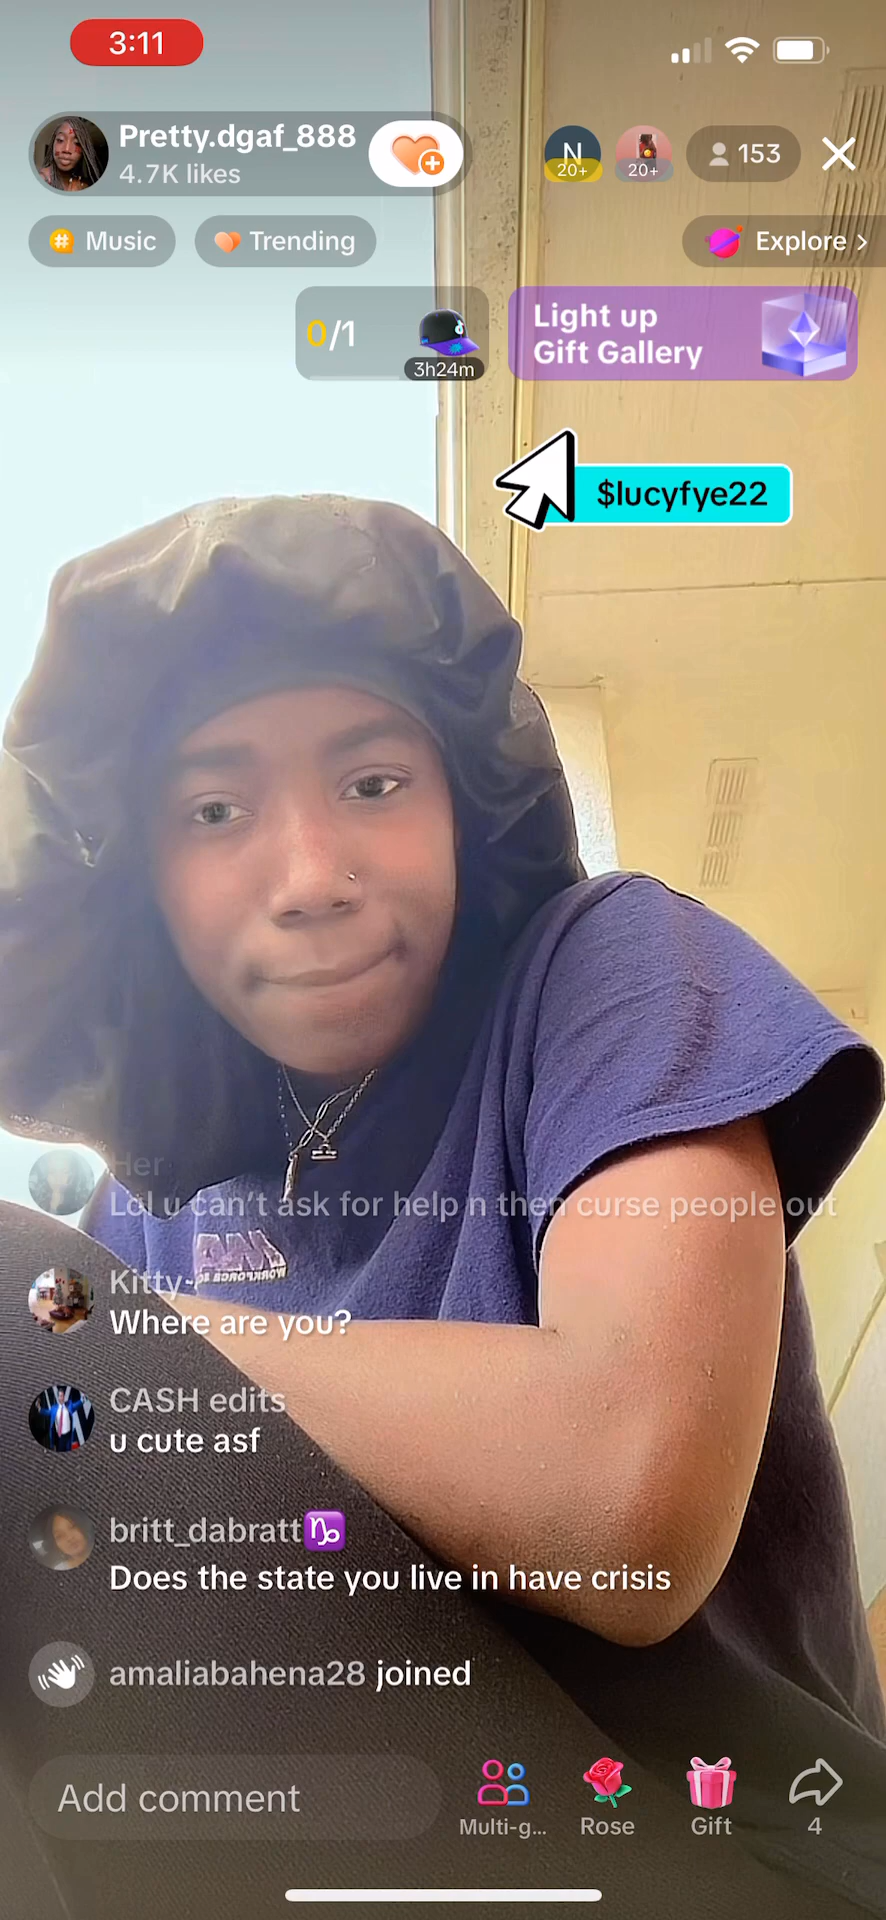 3:11
Pretty.dgaf_888
4.7K likes
N
20+
20+
153
Music
Trending
Explore >
0/1
3h24m
Light up
Gift Gallery
$lucyfye22
Her
Lol u can't ask for help n then curse people out
Kitty~
Where are you?
CASH edits
u cute asf
britt_dabratt♑
Does the state you live in have crisis
amaliabahena28 joined
Add comment
Multi-g...
Rose
Gift
4